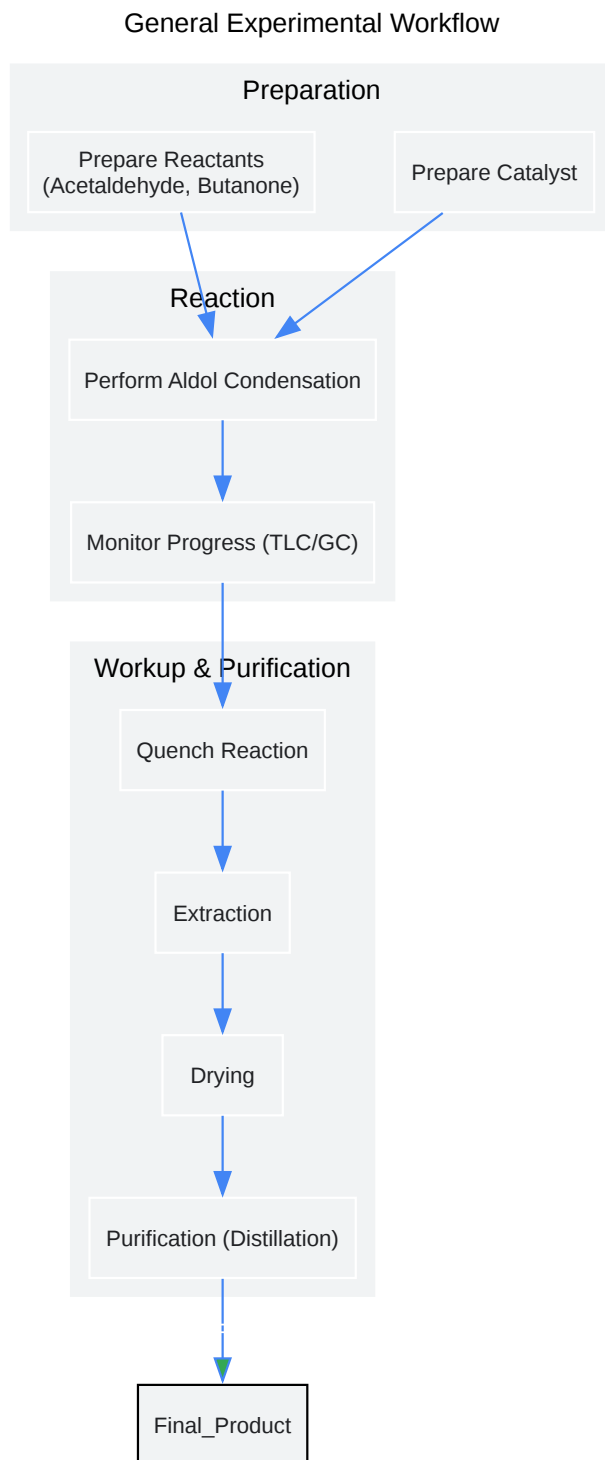 General Experimental Workflow
Preparation
Prepare Reactants
(Acetaldehyde, Butanone)
Prepare Catalyst
Reaction
Perform Aldol Condensation
Monitor Progress (TLC/GC)
Workup & Purification
Quench Reaction
Extraction
Drying
Purification (Distillation)
Final_Product